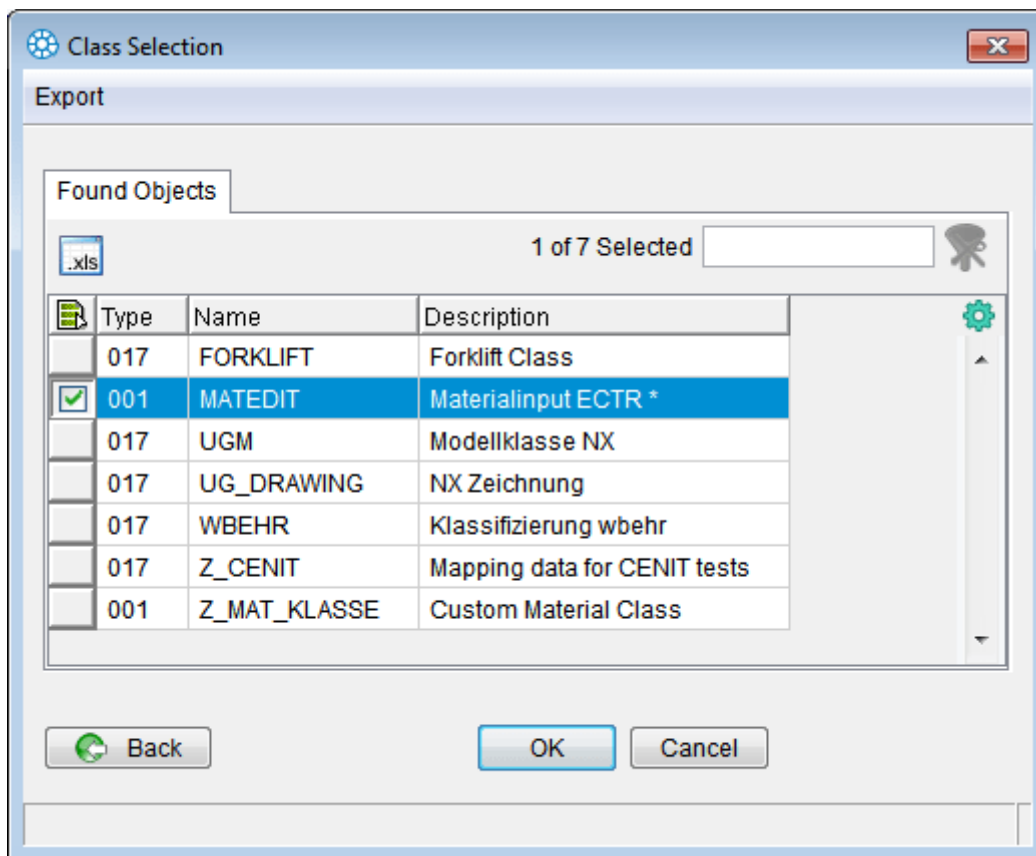 Class Selection
Export
Found Objects
.xls 1 of 7 Selected
Type Name Description
017 FORKLIFT Forklift Class
001 MATEDIT Materialinput ECTR *
017 UGM Modellklasse NX
017 UG_DRAWING NX Zeichnung
017 WBEHR Klassifizierung wbehr
017 Z_CENIT Mapping data for CENIT tests
001 Z_MAT_KLASSE Custom Material Class
Back OK Cancel